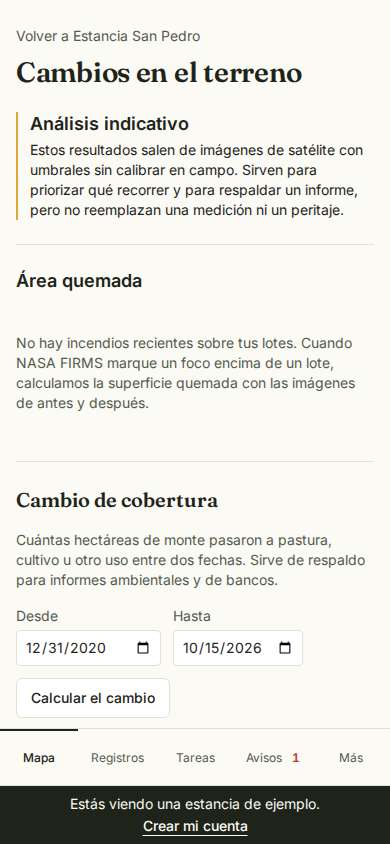 Volver a Estancia San Pedro
Cambios en el terreno
Análisis indicativo
Estos resultados salen de imágenes de satélite con
umbrales sin calibrar en campo. Sirven para
priorizar qué recorrer y para respaldar un informe,
pero no reemplazan una medición ni un peritaje.
Área quemada
No hay incendios recientes sobre tus lotes. Cuando
NASA FIRMS marque un foco encima de un lote,
calculamos la superficie quemada con las imágenes
de antes y después.
Cambio de cobertura
Cuántas hectáreas de monte pasaron a pastura,
cultivo u otro uso entre dos fechas. Sirve de respaldo
para informes ambientales y de bancos.
Desde Hasta
12/31/2020 10/15/2026
Calcular el cambio
Mapa Registros Tareas Avisos 1 Más
Estás viendo una estancia de ejemplo.
Crear mi cuenta